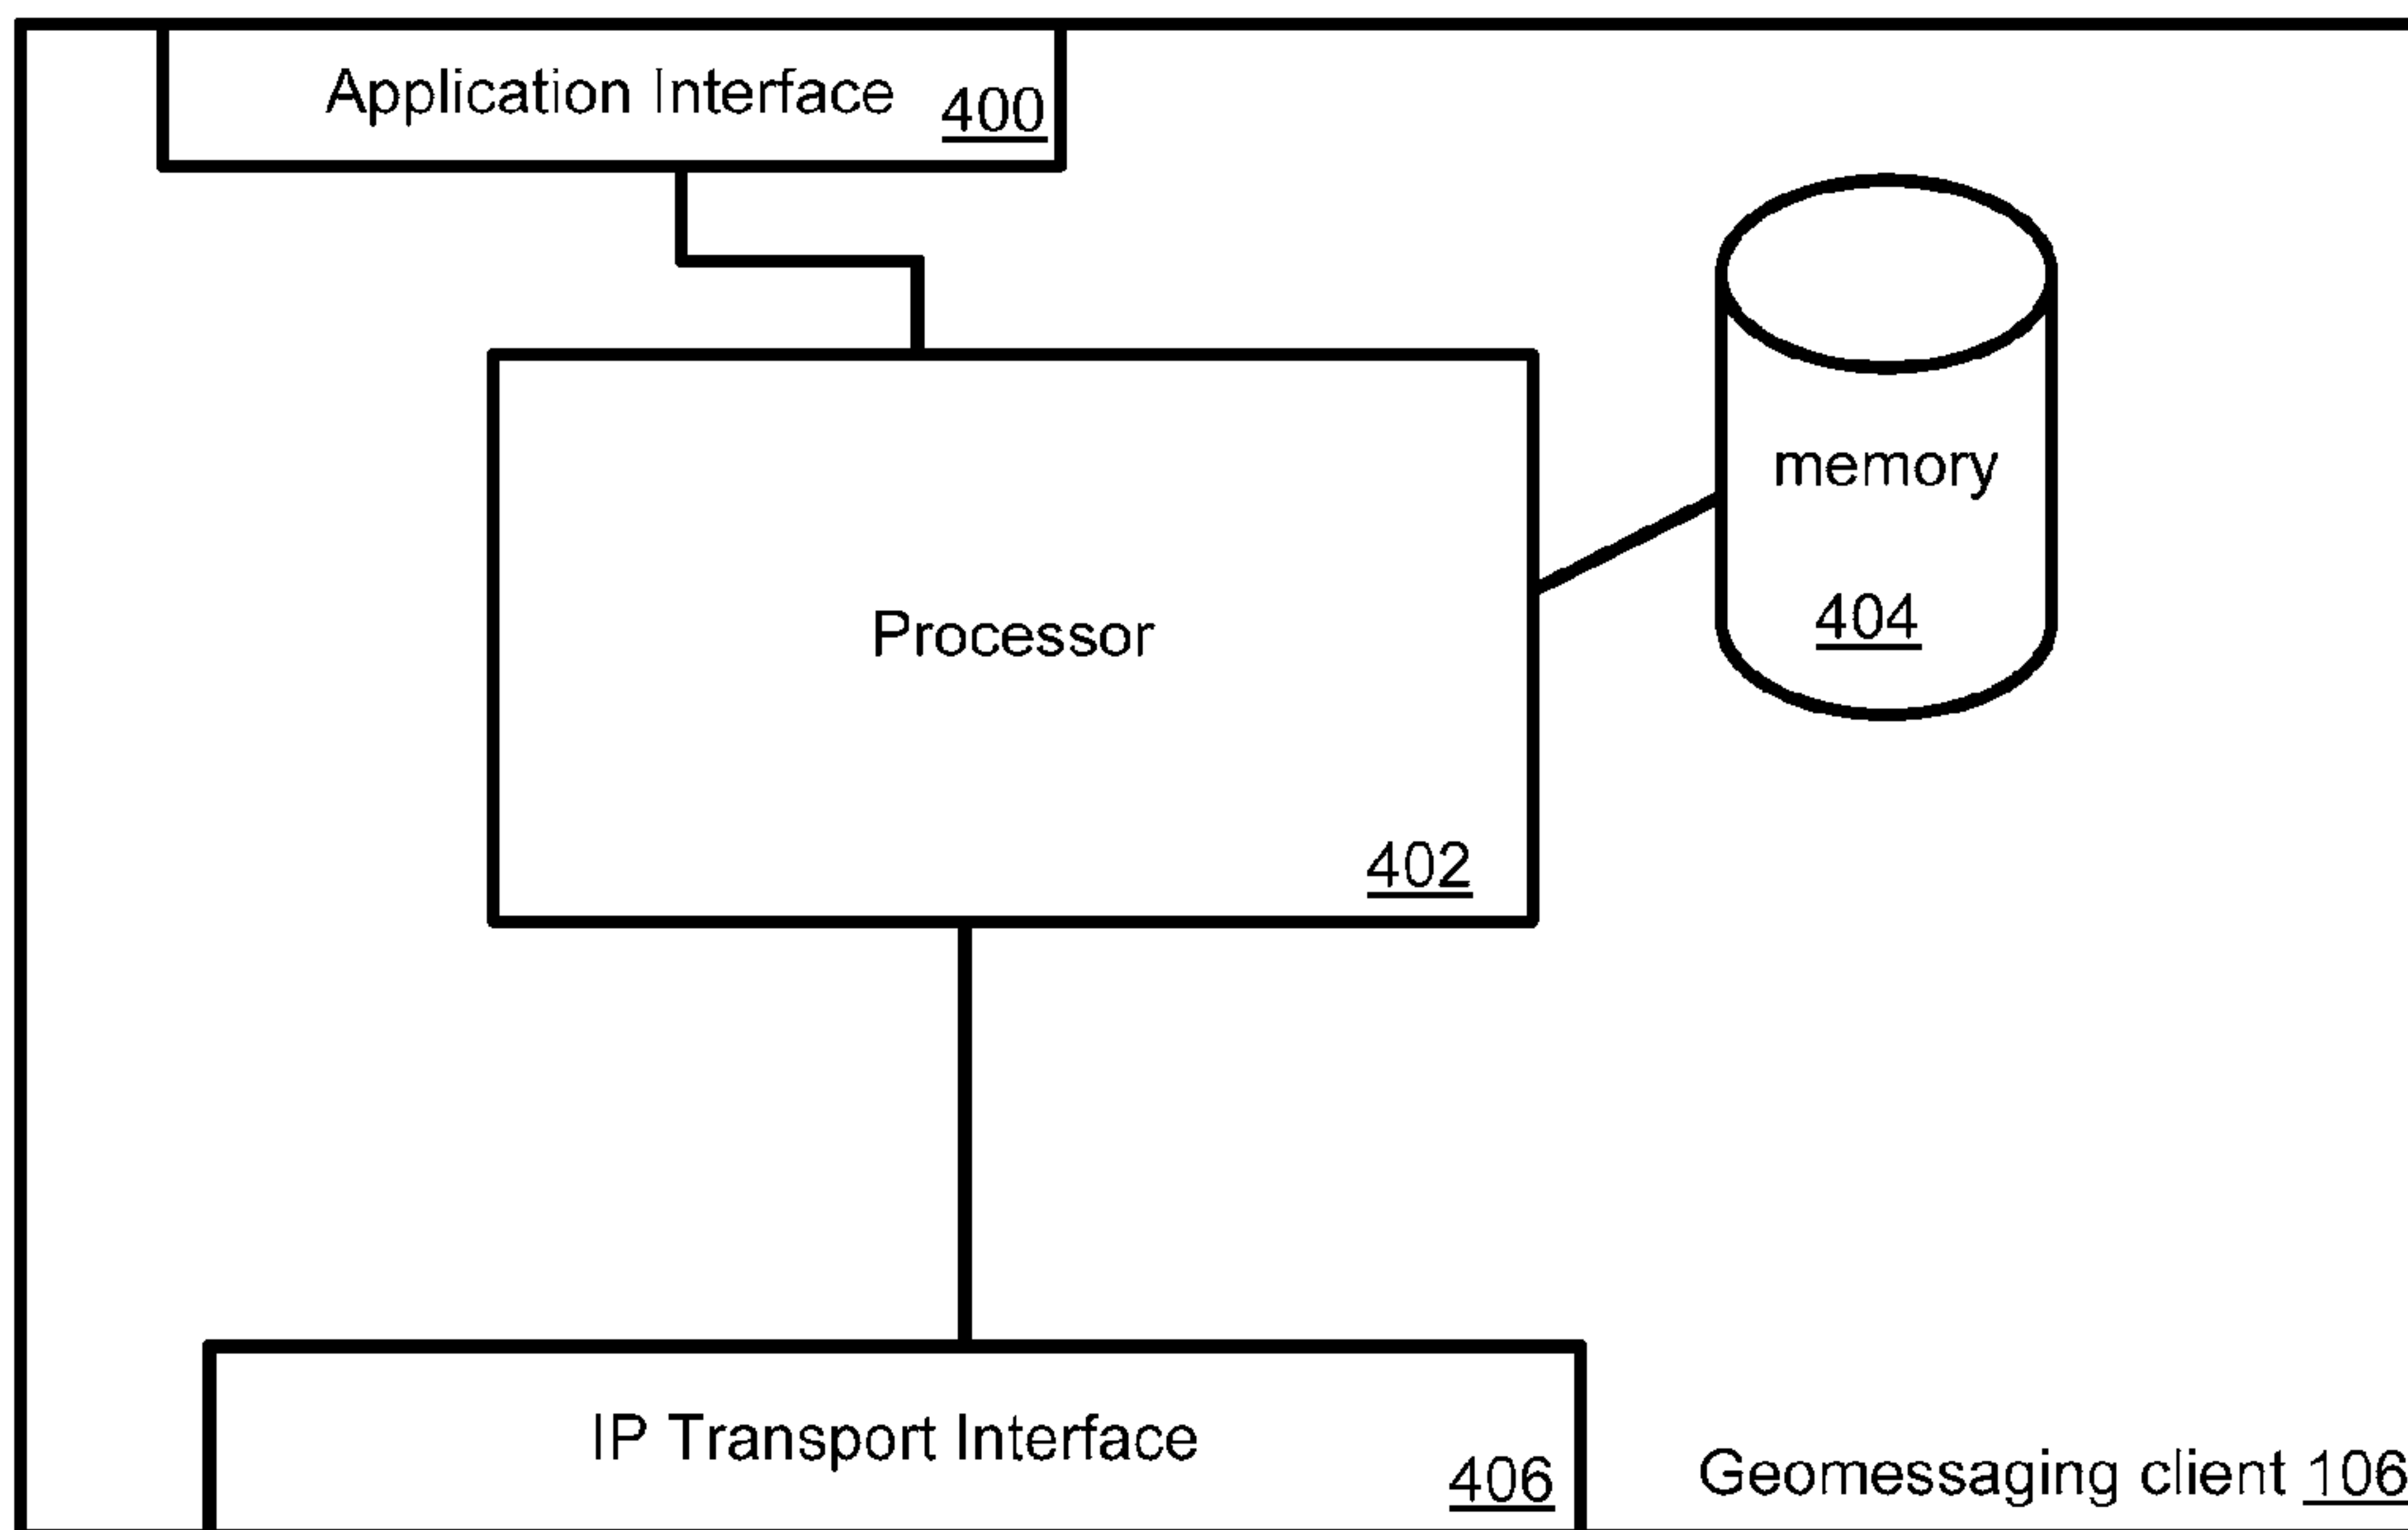 Application Interface 400
memory
404
Processor
402
IP Transport Interface 406
Geomessaging client 106